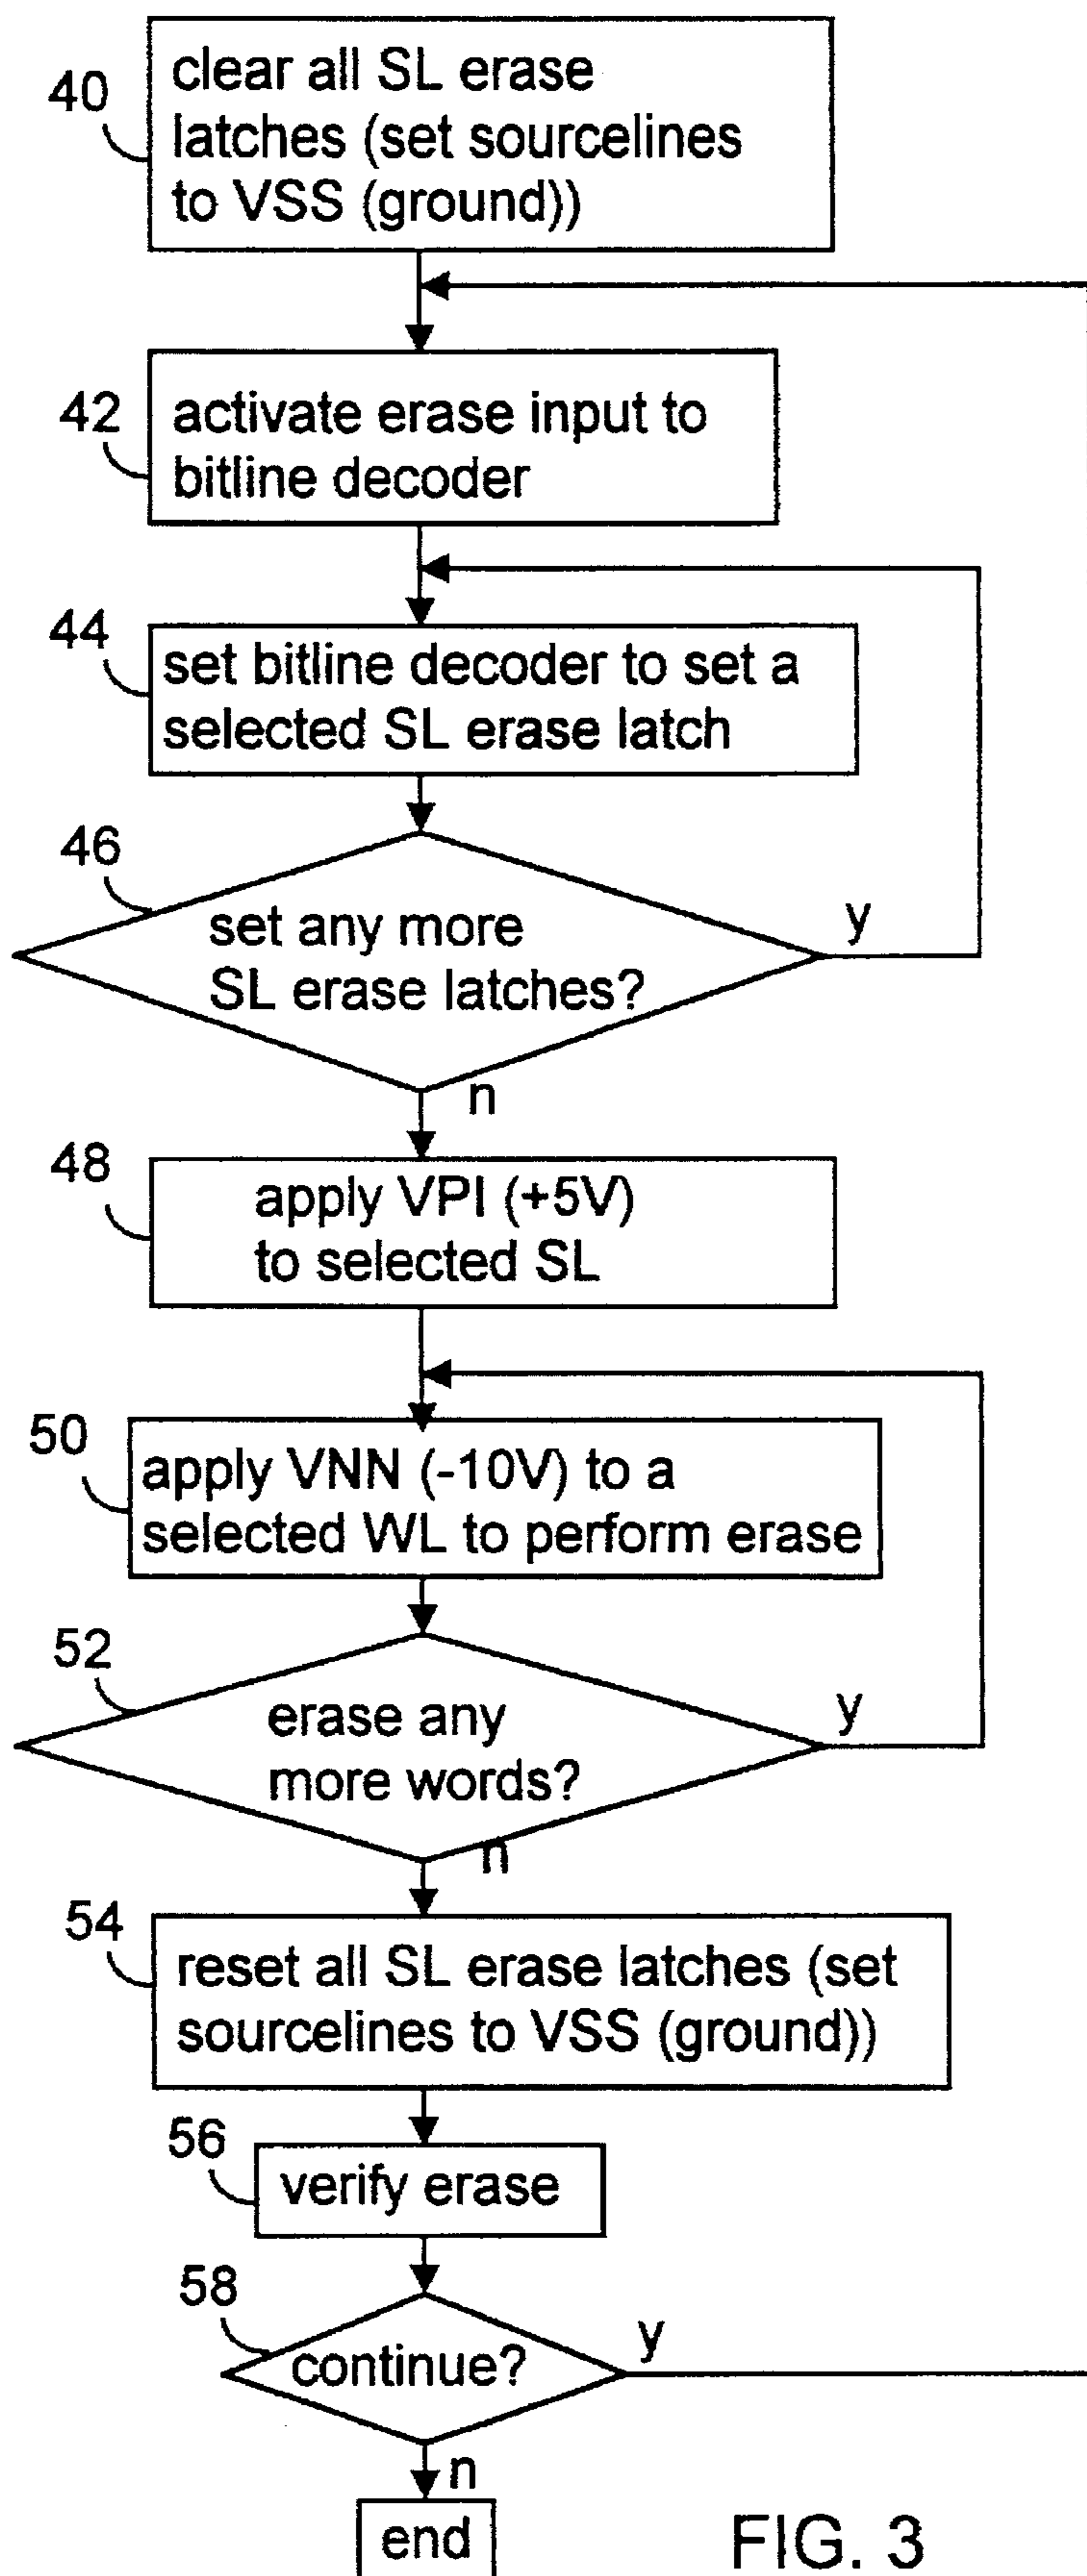 40
clear all SL erase
latches (set sourcelines
to VSS (ground))
42
activate erase input to
bitline decoder
44
set bitline decoder to set a
selected SL erase latch
46
set any more
SL erase latches?
y
n
48
apply VPI (+5V)
to selected SL
50
apply VNN (-10V) to a
selected WL to perform erase
52
erase any
more words?
y
n
54
reset all SL erase latches (set
sourcelines to VSS (ground))
56
verify erase
58
continue?
y
n
end
FIG. 3